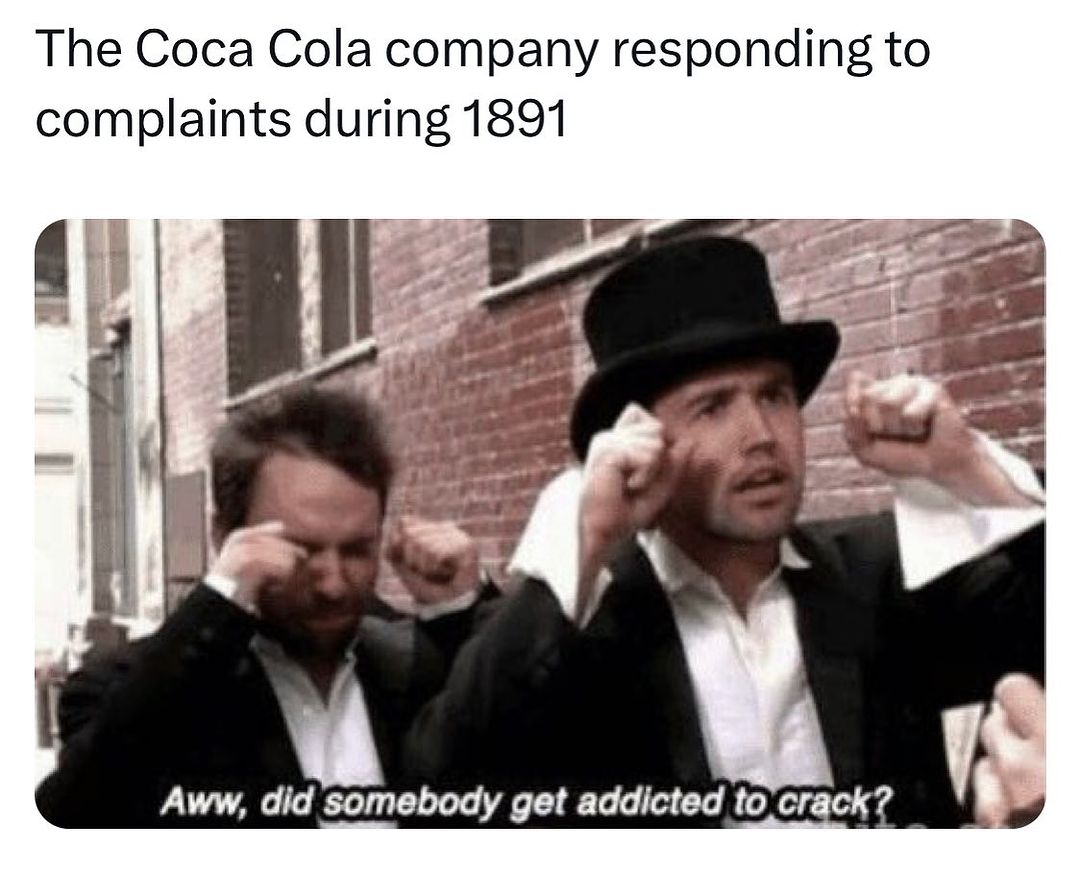 The Coca Cola company responding to
complaints during 1891
Aww, did somebody get addicted to crack?